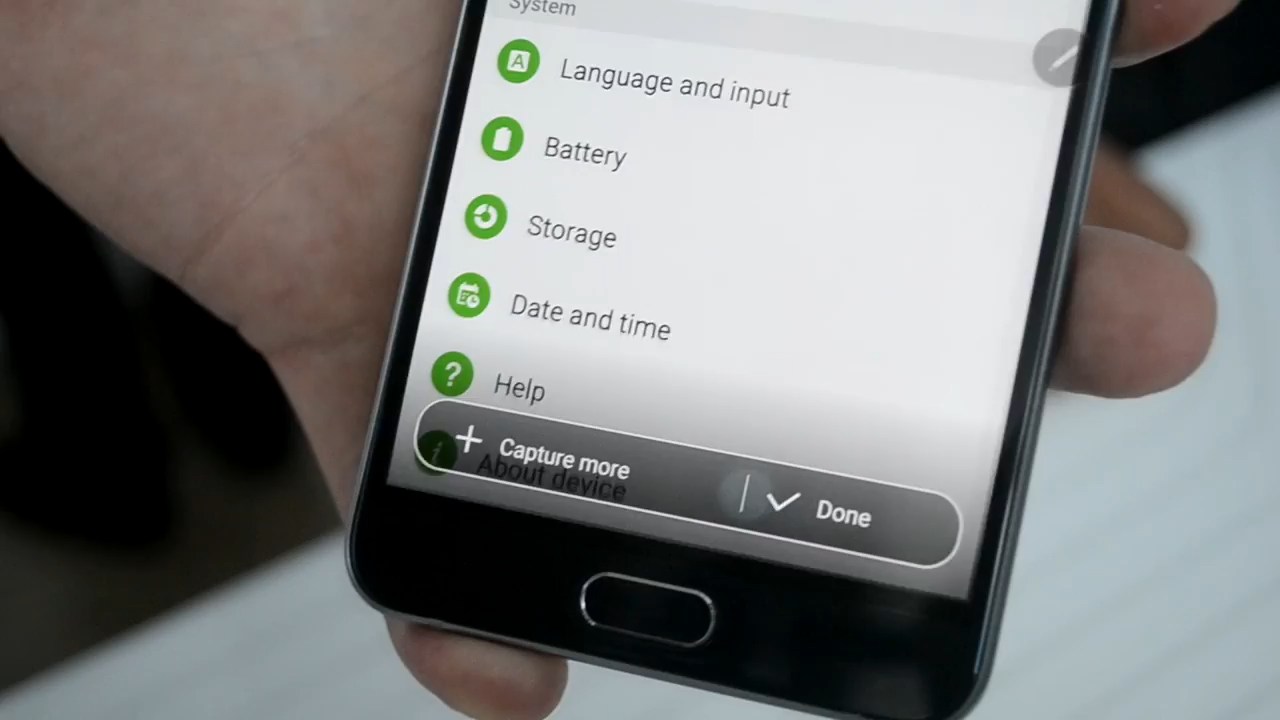 System
A
Language and input
Battery
Storage
Date and time
?
Help
i
About device
+ Capture more
Done